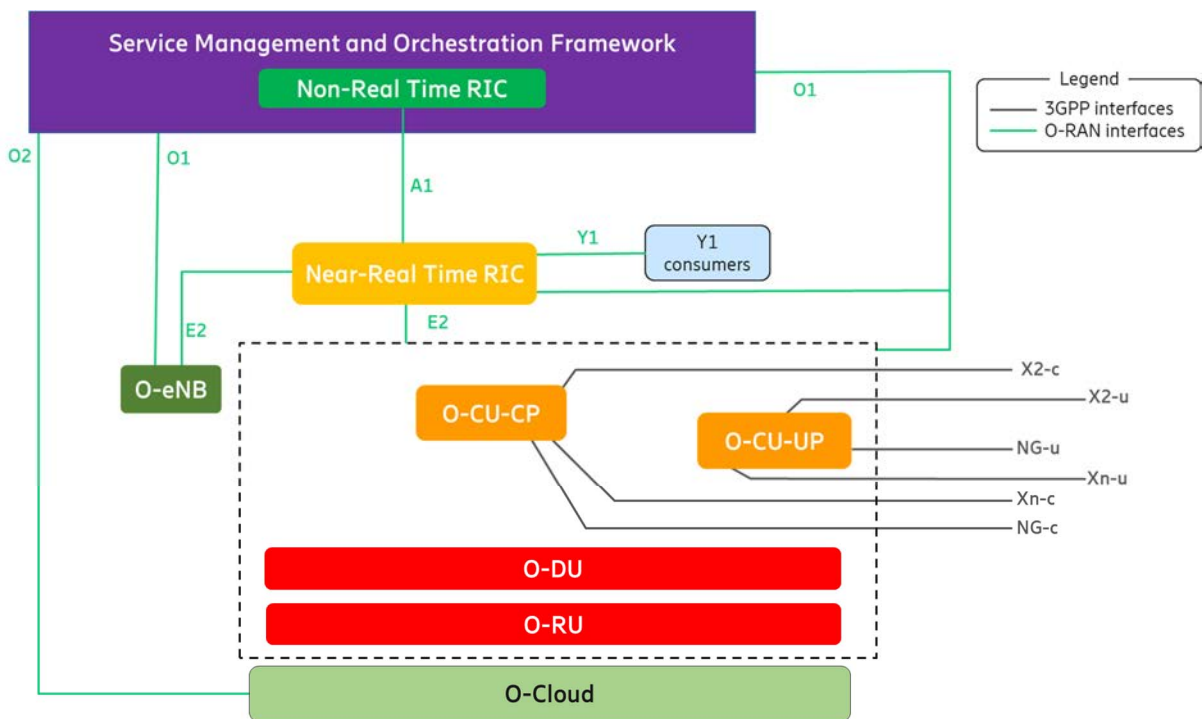 Service Management and Orchestration Framework
Non-Real Time RIC
O1
Legend
3GPP interfaces
O-RAN interfaces
O2
O1
A1
Y1
Y1
consumers
Near-Real Time RIC
E2
E2
O-eNB
X2-c
O-CU-CP
X2-u
O-CU-UP
NG-u
Xn-u
Xn-c
NG-c
O-DU
O-RU
O-Cloud